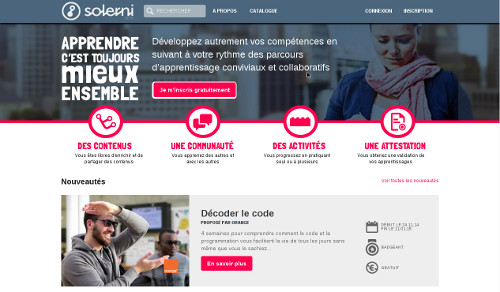 solerni
RECHERCHER
A PROPOS
CATALOGUE
CONNEXION
INSCRIPTION
APPRENDRE
C'EST TOUJOURS
MIEUX
ENSEMBLE
Développez autrement vos compétences en
suivant à votre rythme des parcours
d'apprentissage conviviaux et collaboratifs
Je m'inscris gratuitement
DES CONTENUS
Vous êtes libres d'enrichir et de
partager des contenus
UNE COMMUNAUTÉ
Vous apprenez des autres et
avec les autres
DES ACTIVITÉS
Vous progressez en pratiquant
seul ou à plusieurs
UNE ATTESTATION
Vous obtenez une validation de
vos apprentissages
Nouveautés
Voir toutes les nouveautés
Décoder le code
PROPOSÉ PAR ORANGE
4 semaines pour comprendre comment le code et la
programmation vous facilitent la vie de tous les jours sans
même que vous le sachiez...
En savoir plus
orange
BADGEANT
GRATUIT